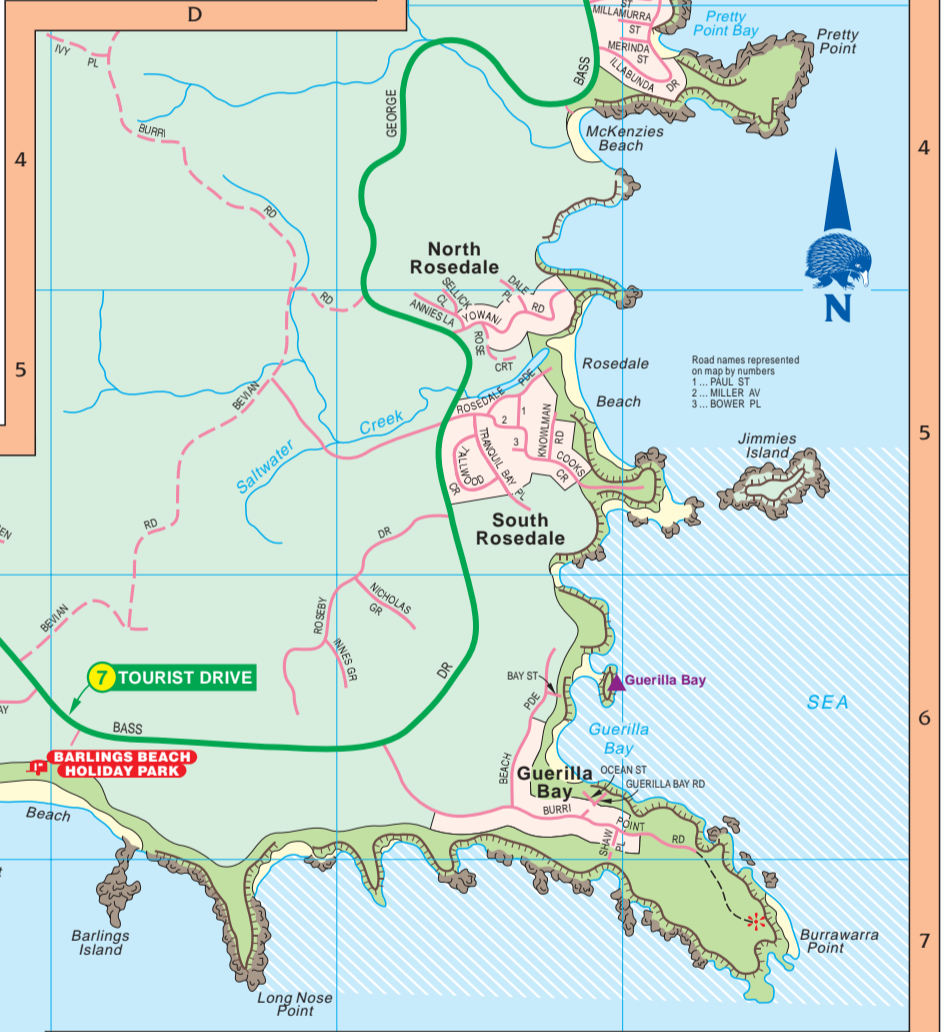 D
ST
MILLAMURRA
ST
MERINDA
ST
ILLABUNDA
DR
Pretty
Point Bay
Pretty
Point
IVY
PL
BASS
GEORGE
BURRI
McKenzies
Beach
4
4
RD
N
North
Rosedale
RD
SELLICK
CL
DALE
PL
ANNIES LA
YOWANI
RD
ROSE
CRT
Rosedale
Beach
Road names represented
on map by numbers
1 ... PAUL ST
2 ... MILLER AV
3 ... BOWER PL
5
5
BEVIAN
ROSEDALE
PDE
1
2
3
KNOWLMAN
RD
COOKS
CR
TALLWOOD
CR
TRANQUIL BAY PL
Creek
Saltwater
Jimmies
Island
South
Rosedale
RD
DR
EN
NICHOLAS
GR
ROSEBY
INNES GR
BEVIAN
DR
7 TOURIST DRIVE
BAY ST
PDE
Guerilla Bay
SEA
6
6
AY
BASS
Guerilla
Bay
BARLINGS BEACH
HOLIDAY PARK
BEACH
Guerilla
Bay
OCEAN ST
GUERILLA BAY RD
BURRI
POINT
RD
SHAW
PL
Beach
Barlings
Island
Long Nose
Point
Burrawarra
Point
7
7